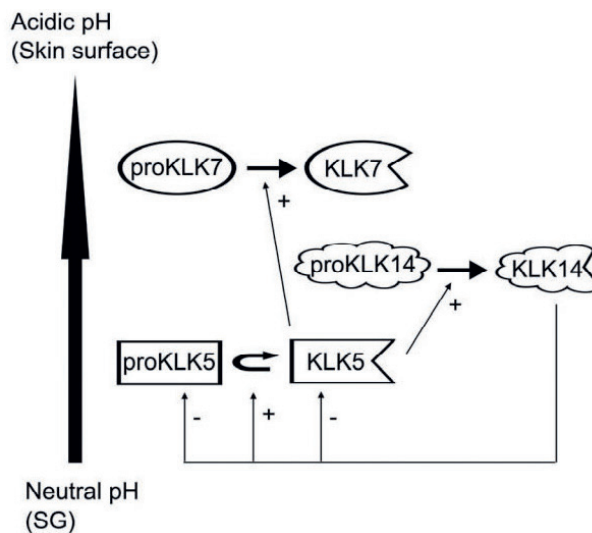 Acidic pH
(Skin surface)
proKLK7
KLK7
+
proKLK14
KLK14
+
proKLK5
KLK5
-
+
-
Neutral pH
(SG)